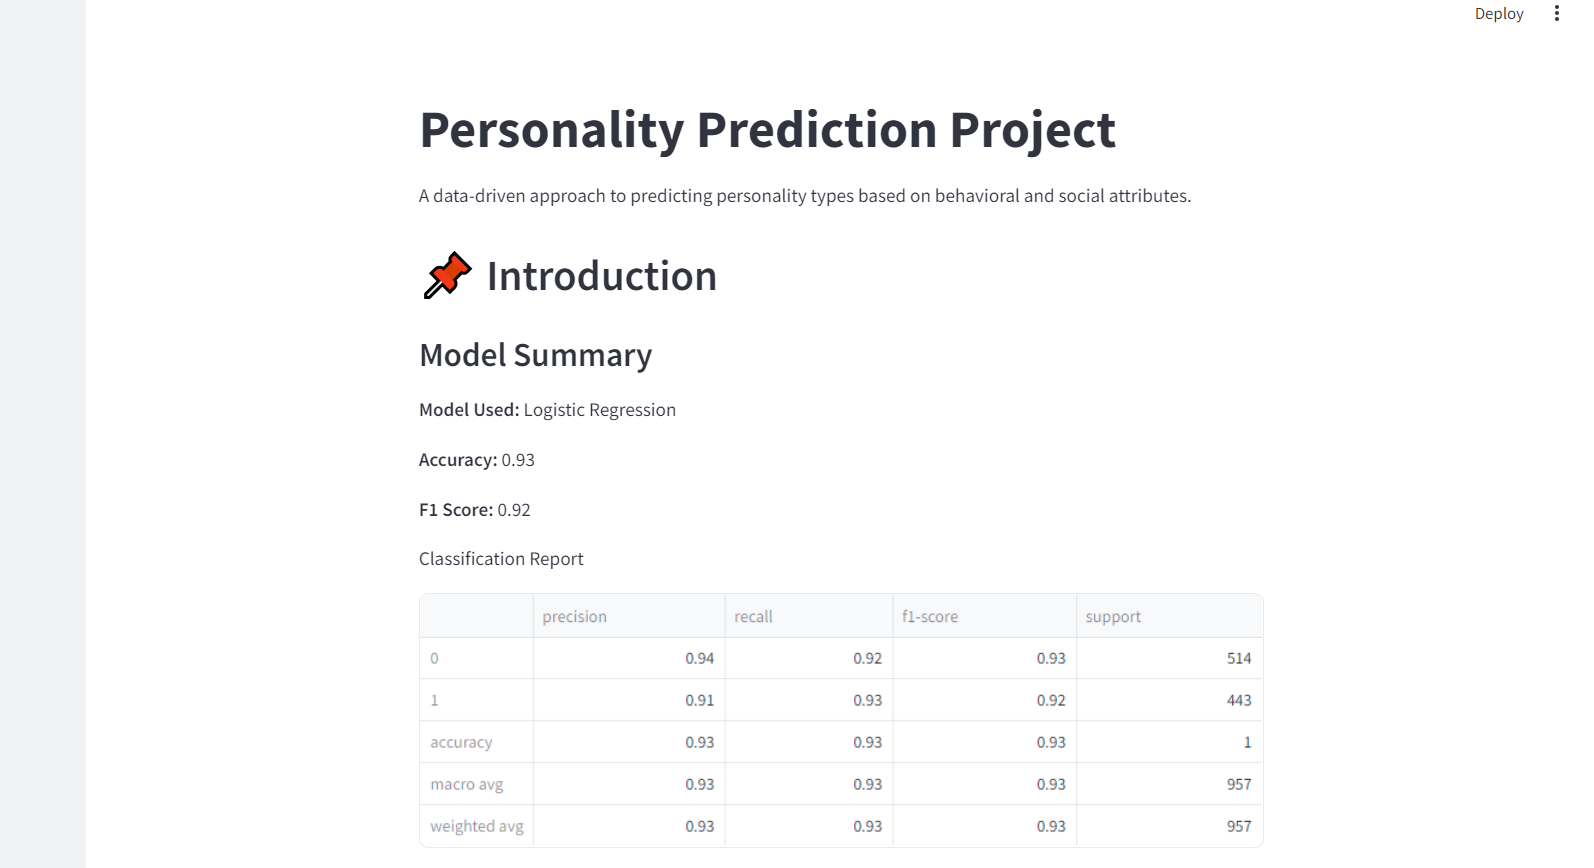 Deploy
Personality Prediction Project
A data-driven approach to predicting personality types based on behavioral and social attributes.
Introduction
Model Summary
Model Used: Logistic Regression
Accuracy: 0.93
F1 Score: 0.92
Classification Report
precision recall f1-score support
0 0.94 0.92 0.93 514
1 0.91 0.93 0.92 443
accuracy 0.93 0.93 0.93 1
macro avg 0.93 0.93 0.93 957
weighted avg 0.93 0.93 0.93 957